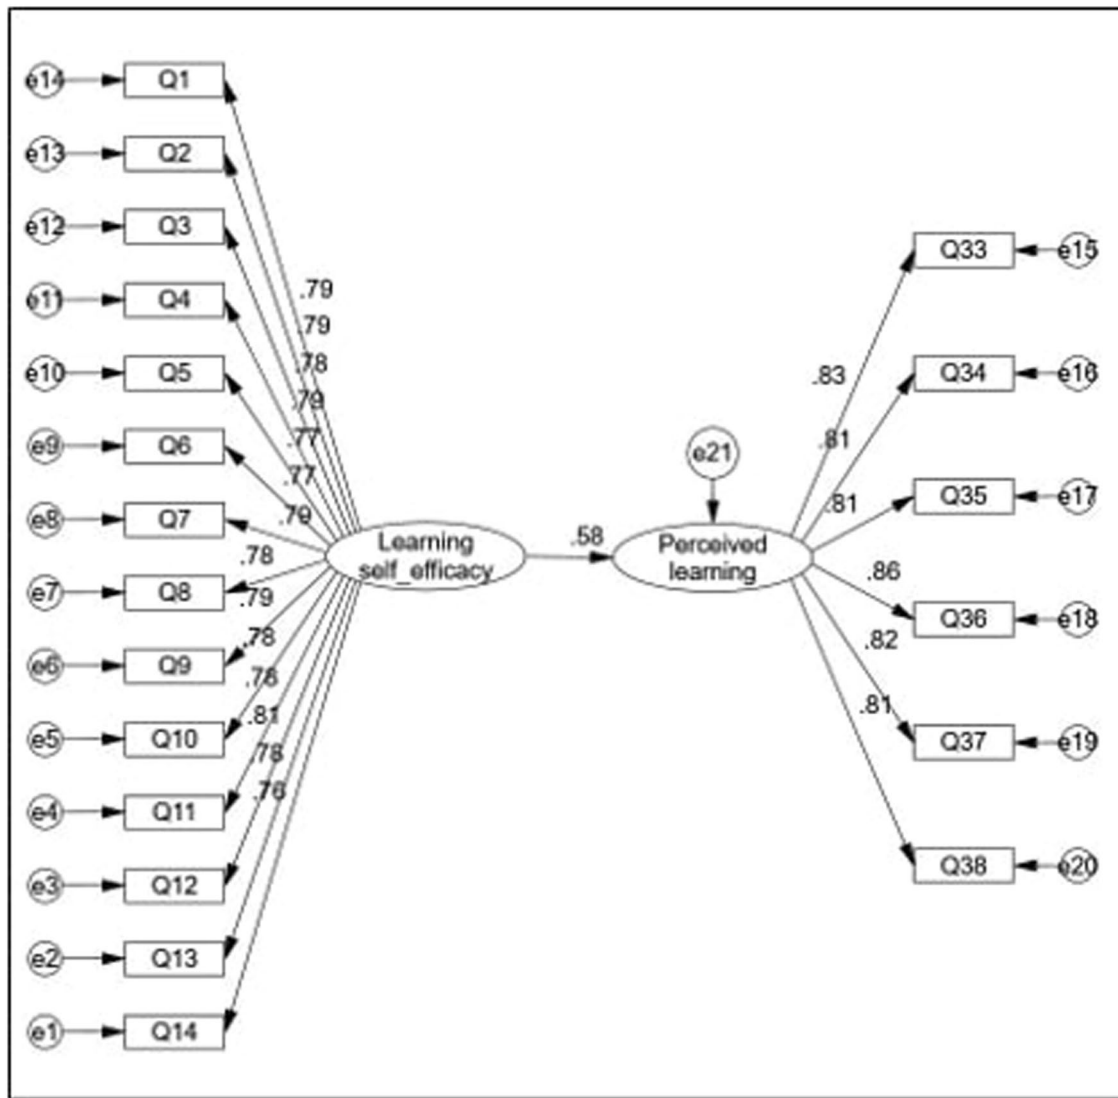 e14 Q1
e13 Q2
e12 Q3
e11 Q4
e10 Q5
e9 Q6
e8 Q7
e7 Q8
e6 Q9
e5 Q10
e4 Q11
e3 Q12
e2 Q13
e1 Q14
.79
.79
.78
.79
.77
.77
.79
.78
.79
.78
.78
.81
.78
.76
Learning
self_efficacy
.58
e21
Perceived
learning
.83
.81
.81
.86
.82
.81
Q33 e15
Q34 e16
Q35 e17
Q36 e18
Q37 e19
Q38 e20